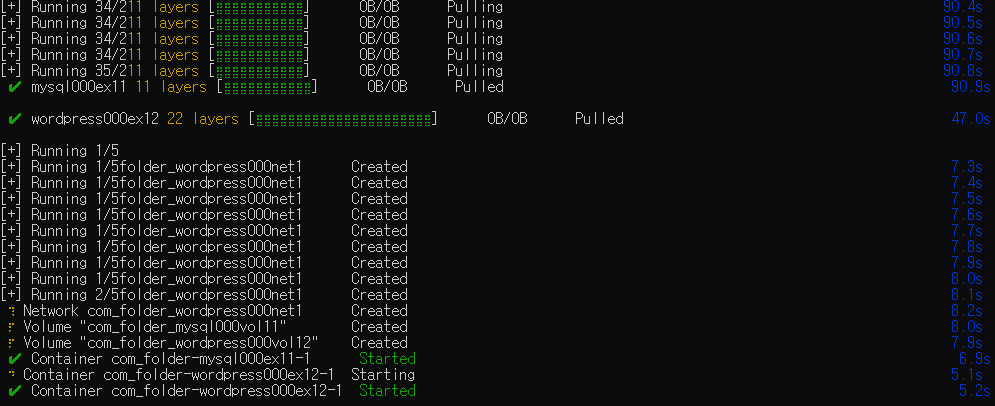 [+] Running 34/211 layers [⣿⣿⣿⣿⣿⣿⣿⣿⣿⣿⣿] 0B/0B Pulling 90.4s
[+] Running 34/211 layers [⣿⣿⣿⣿⣿⣿⣿⣿⣿⣿⣿] 0B/0B Pulling 90.5s
[+] Running 34/211 layers [⣿⣿⣿⣿⣿⣿⣿⣿⣿⣿⣿] 0B/0B Pulling 90.6s
[+] Running 34/211 layers [⣿⣿⣿⣿⣿⣿⣿⣿⣿⣿⣿] 0B/0B Pulling 90.7s
[+] Running 35/211 layers [⣿⣿⣿⣿⣿⣿⣿⣿⣿⣿⣿] 0B/0B Pulling 90.8s
✔ mysql000ex11 11 layers [⣿⣿⣿⣿⣿⣿⣿⣿⣿⣿⣿] 0B/0B Pulled 90.9s
✔ wordpress000ex12 22 layers [⣿⣿⣿⣿⣿⣿⣿⣿⣿⣿⣿⣿⣿⣿⣿⣿⣿⣿⣿⣿⣿⣿] 0B/0B Pulled 47.0s
[+] Running 1/5
[+] Running 1/5folder_wordpress000net1 Created 7.3s
[+] Running 1/5folder_wordpress000net1 Created 7.4s
[+] Running 1/5folder_wordpress000net1 Created 7.5s
[+] Running 1/5folder_wordpress000net1 Created 7.6s
[+] Running 1/5folder_wordpress000net1 Created 7.7s
[+] Running 1/5folder_wordpress000net1 Created 7.8s
[+] Running 1/5folder_wordpress000net1 Created 7.9s
[+] Running 1/5folder_wordpress000net1 Created 8.0s
[+] Running 2/5folder_wordpress000net1 Created 8.1s
Network com_folder_wordpress000net1 Created 8.2s
Volume "com_folder_mysql000vol11" Created 8.0s
Volume "com_folder_wordpress000vol12" Created 7.9s
✔ Container com_folder-mysql000ex11-1 Started 6.9s
Container com_folder-wordpress000ex12-1 Starting 5.1s
✔ Container com_folder-wordpress000ex12-1 Started 5.2s